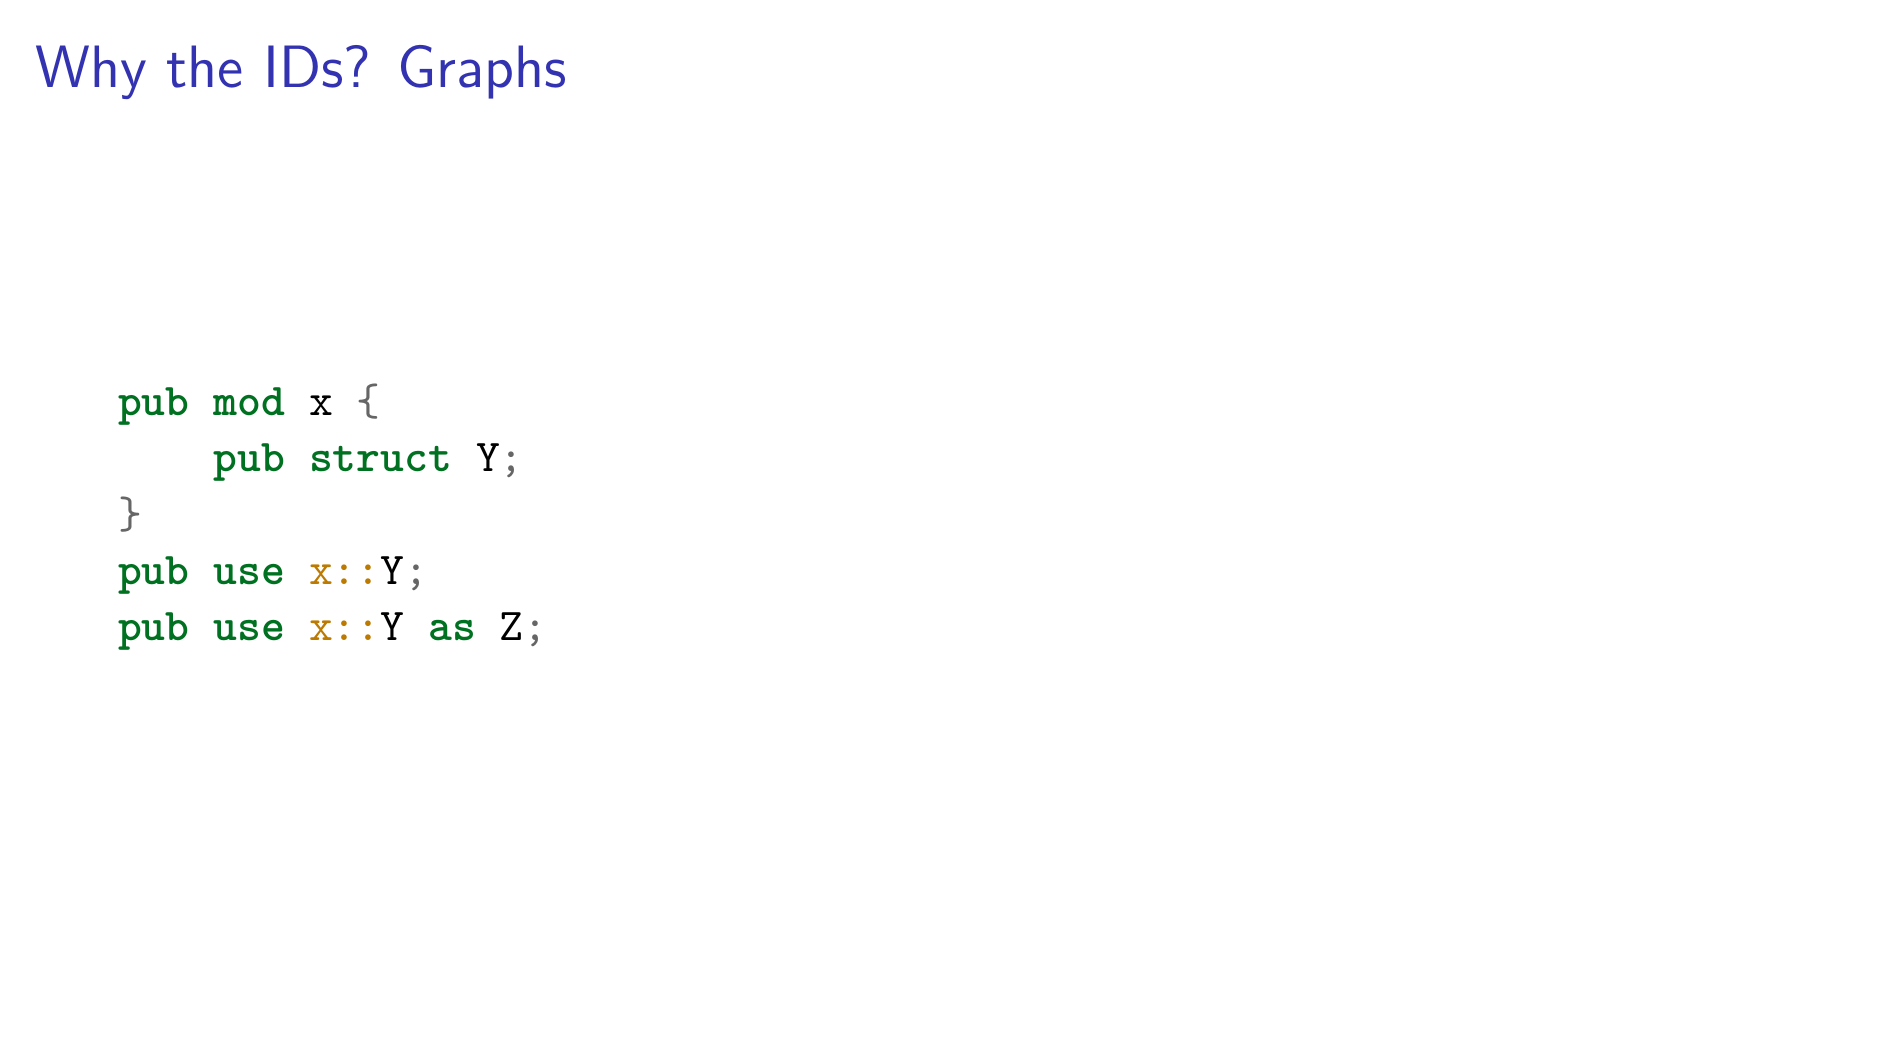 Why the IDs? Graphs
pub mod x {
    pub struct Y;
}
pub use x::Y;
pub use x::Y as Z;